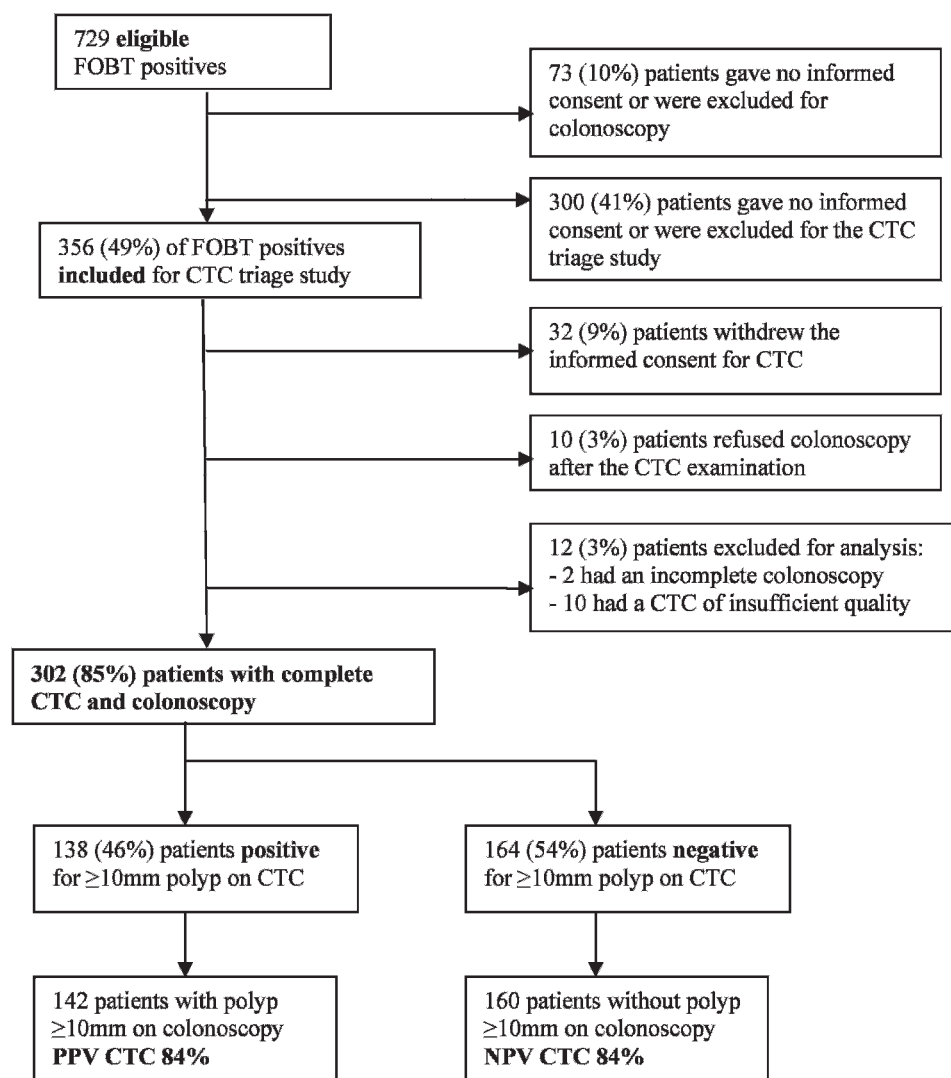 729 eligible
FOBT positives
73 (10%) patients gave no informed
consent or were excluded for
colonoscopy
300 (41%) patients gave no informed
consent or were excluded for the CTC
triage study
356 (49%) of FOBT positives
included for CTC triage study
32 (9%) patients withdrew the
informed consent for CTC
10 (3%) patients refused colonoscopy
after the CTC examination
12 (3%) patients excluded for analysis:
- 2 had an incomplete colonoscopy
- 10 had a CTC of insufficient quality
302 (85%) patients with complete
CTC and colonoscopy
138 (46%) patients positive
for ≥10mm polyp on CTC
164 (54%) patients negative
for ≥10mm polyp on CTC
142 patients with polyp
≥10mm on colonoscopy
PPV CTC 84%
160 patients without polyp
≥10mm on colonoscopy
NPV CTC 84%